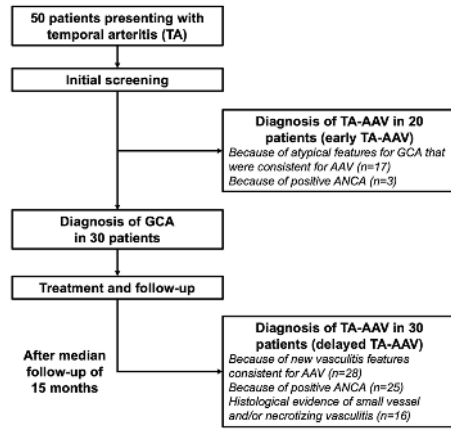 50 patients presenting with
temporal arteritis (TA)
Initial screening
Diagnosis of TA-AAV in 20
patients (early TA-AAV)
Because of atypical features for GCA that
were consistent for AAV (n=17)
Because of positive ANCA (n=3)
Diagnosis of GCA
in 30 patients
Treatment and follow-up
After median
follow-up of
15 months
Diagnosis of TA-AAV in 30
patients (delayed TA-AAV)
Because of new vasculitis features
consistent for AAV (n=28)
Because of positive ANCA (n=25)
Histological evidence of small vessel
and/or necrotizing vasculitis (n=16)